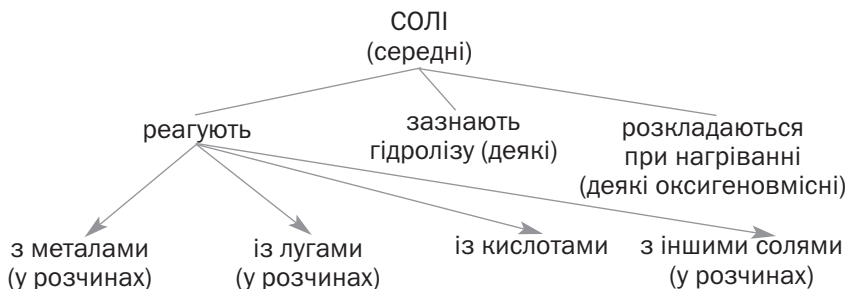 СОЛІ
(середні)
реагують
зазнають
гідролізу (деякі)
розкладаються
при нагріванні
(деякі оксигеновмісні)
з металами
(у розчинах)
із лугами
(у розчинах)
із кислотами
з іншими солями
(у розчинах)